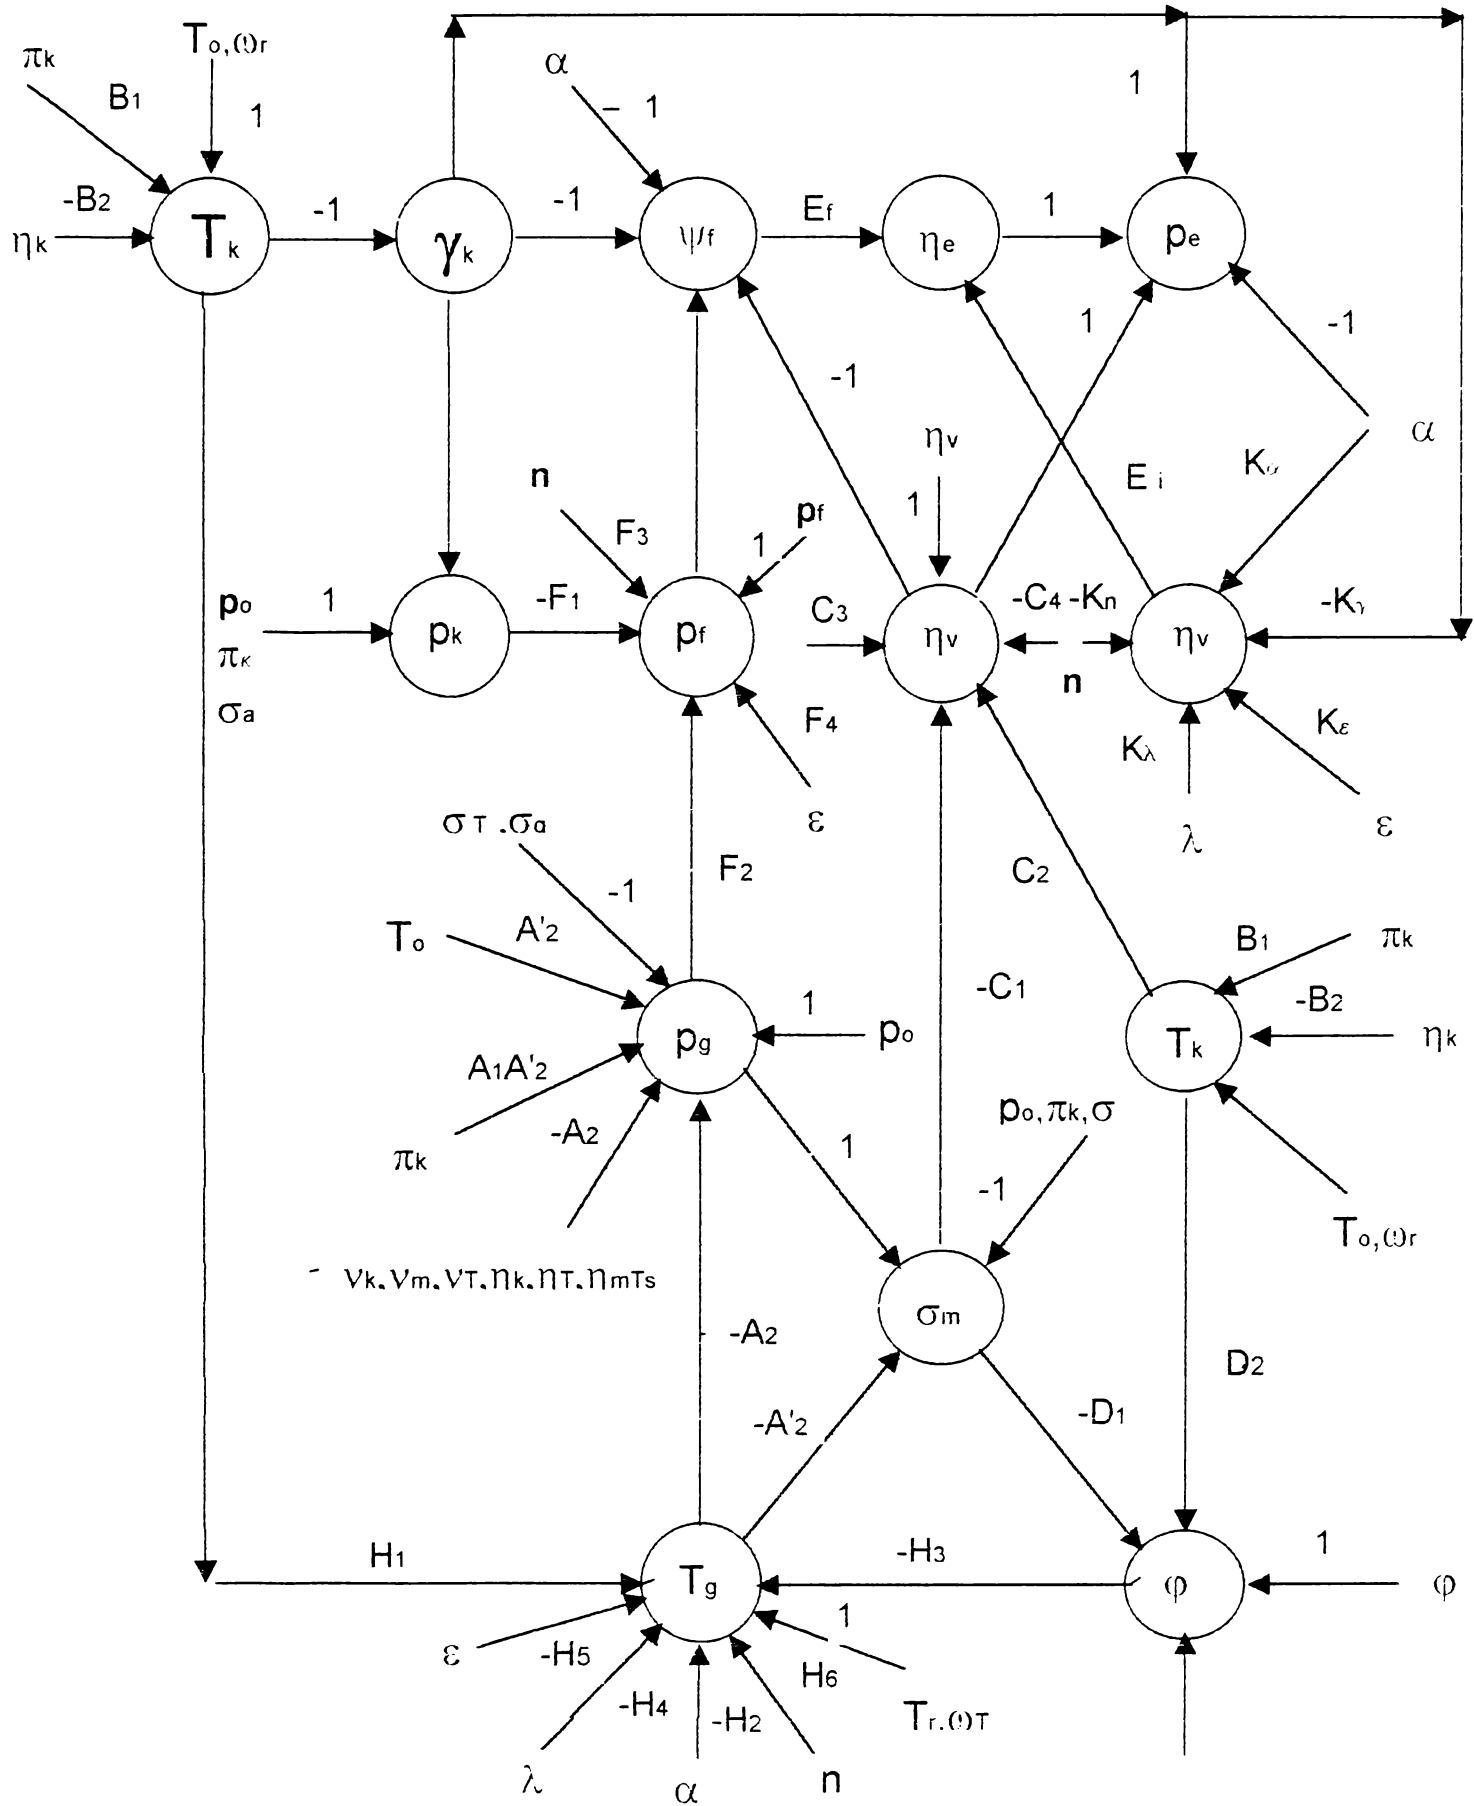 To,ωr
πk
α
B1
1
– 1
1
-B2
ηk
Tk
-1
γk
-1
ψf
Ef
ηe
1
pe
1
-1
-1
α
ηv
Kα
E i
n
1
pf
F3
1
po
1
-F1
C3
-C4 -Kn
-Kγ
pk
pf
ηv
ηv
πκ
n
σa
F4
Kλ
Kε
ε
λ
ε
σT .σa
F2
C2
-1
To
A'2
B1
πk
-C1
1
-B2
pg
po
Tk
ηk
A1A'2
po,πk,σ
-A2
1
πk
-1
To,ωr
- νk.νm.νT.ηk.ηT.ηmTs
σm
-A2
D2
-A'2
-D1
H1
-H3
1
Tg
φ
φ
1
ε
-H5
H6
-H4
-H2
Tr.ωT
λ
α
n